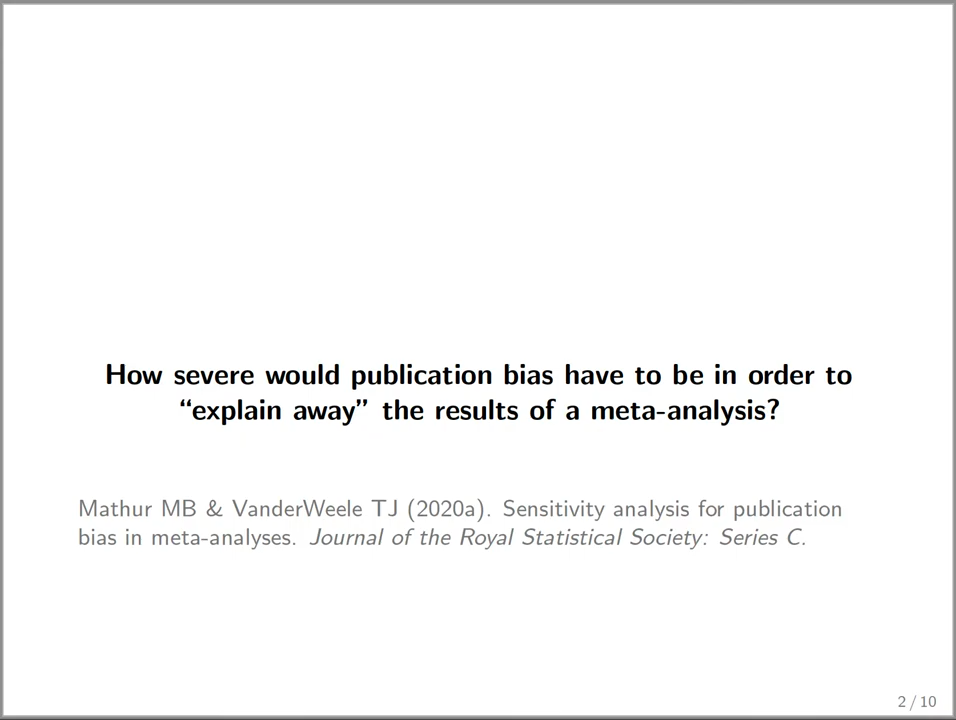 How severe would publication bias have to be in order to
“explain away” the results of a meta-analysis?
Mathur MB & VanderWeele TJ (2020a). Sensitivity analysis for publication
bias in meta-analyses. Journal of the Royal Statistical Society: Series C.
2 / 10